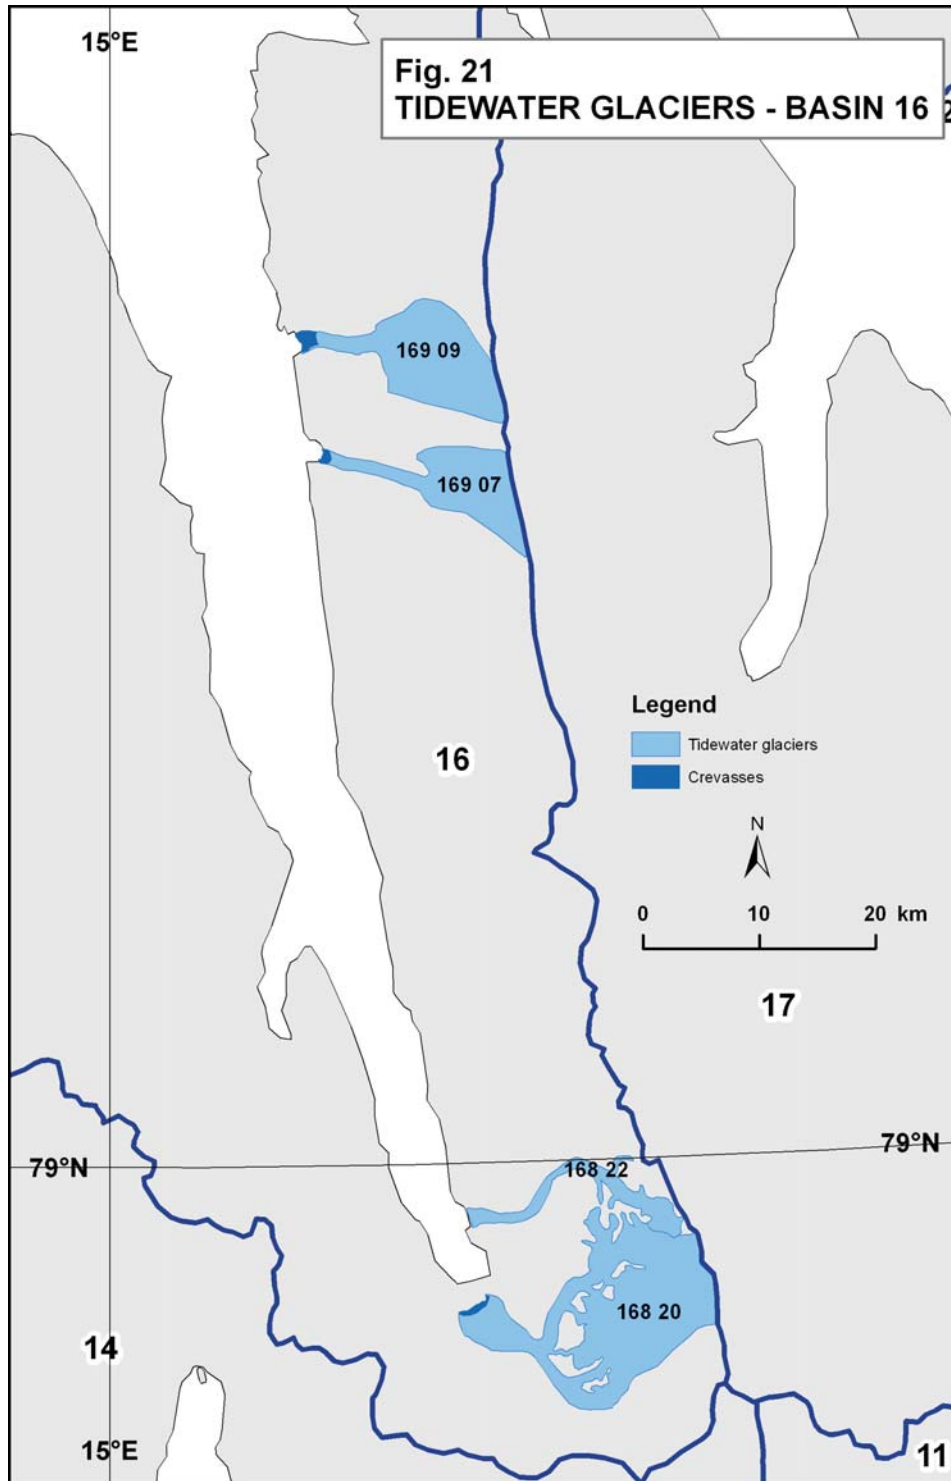 15°E
Fig. 21
TIDEWATER GLACIERS - BASIN 16
2
169 09
169 07
Legend
Tidewater glaciers
Crevasses
16
N
0 10 20 km
17
79°N
79°N
168 22
168 20
14
15°E
11